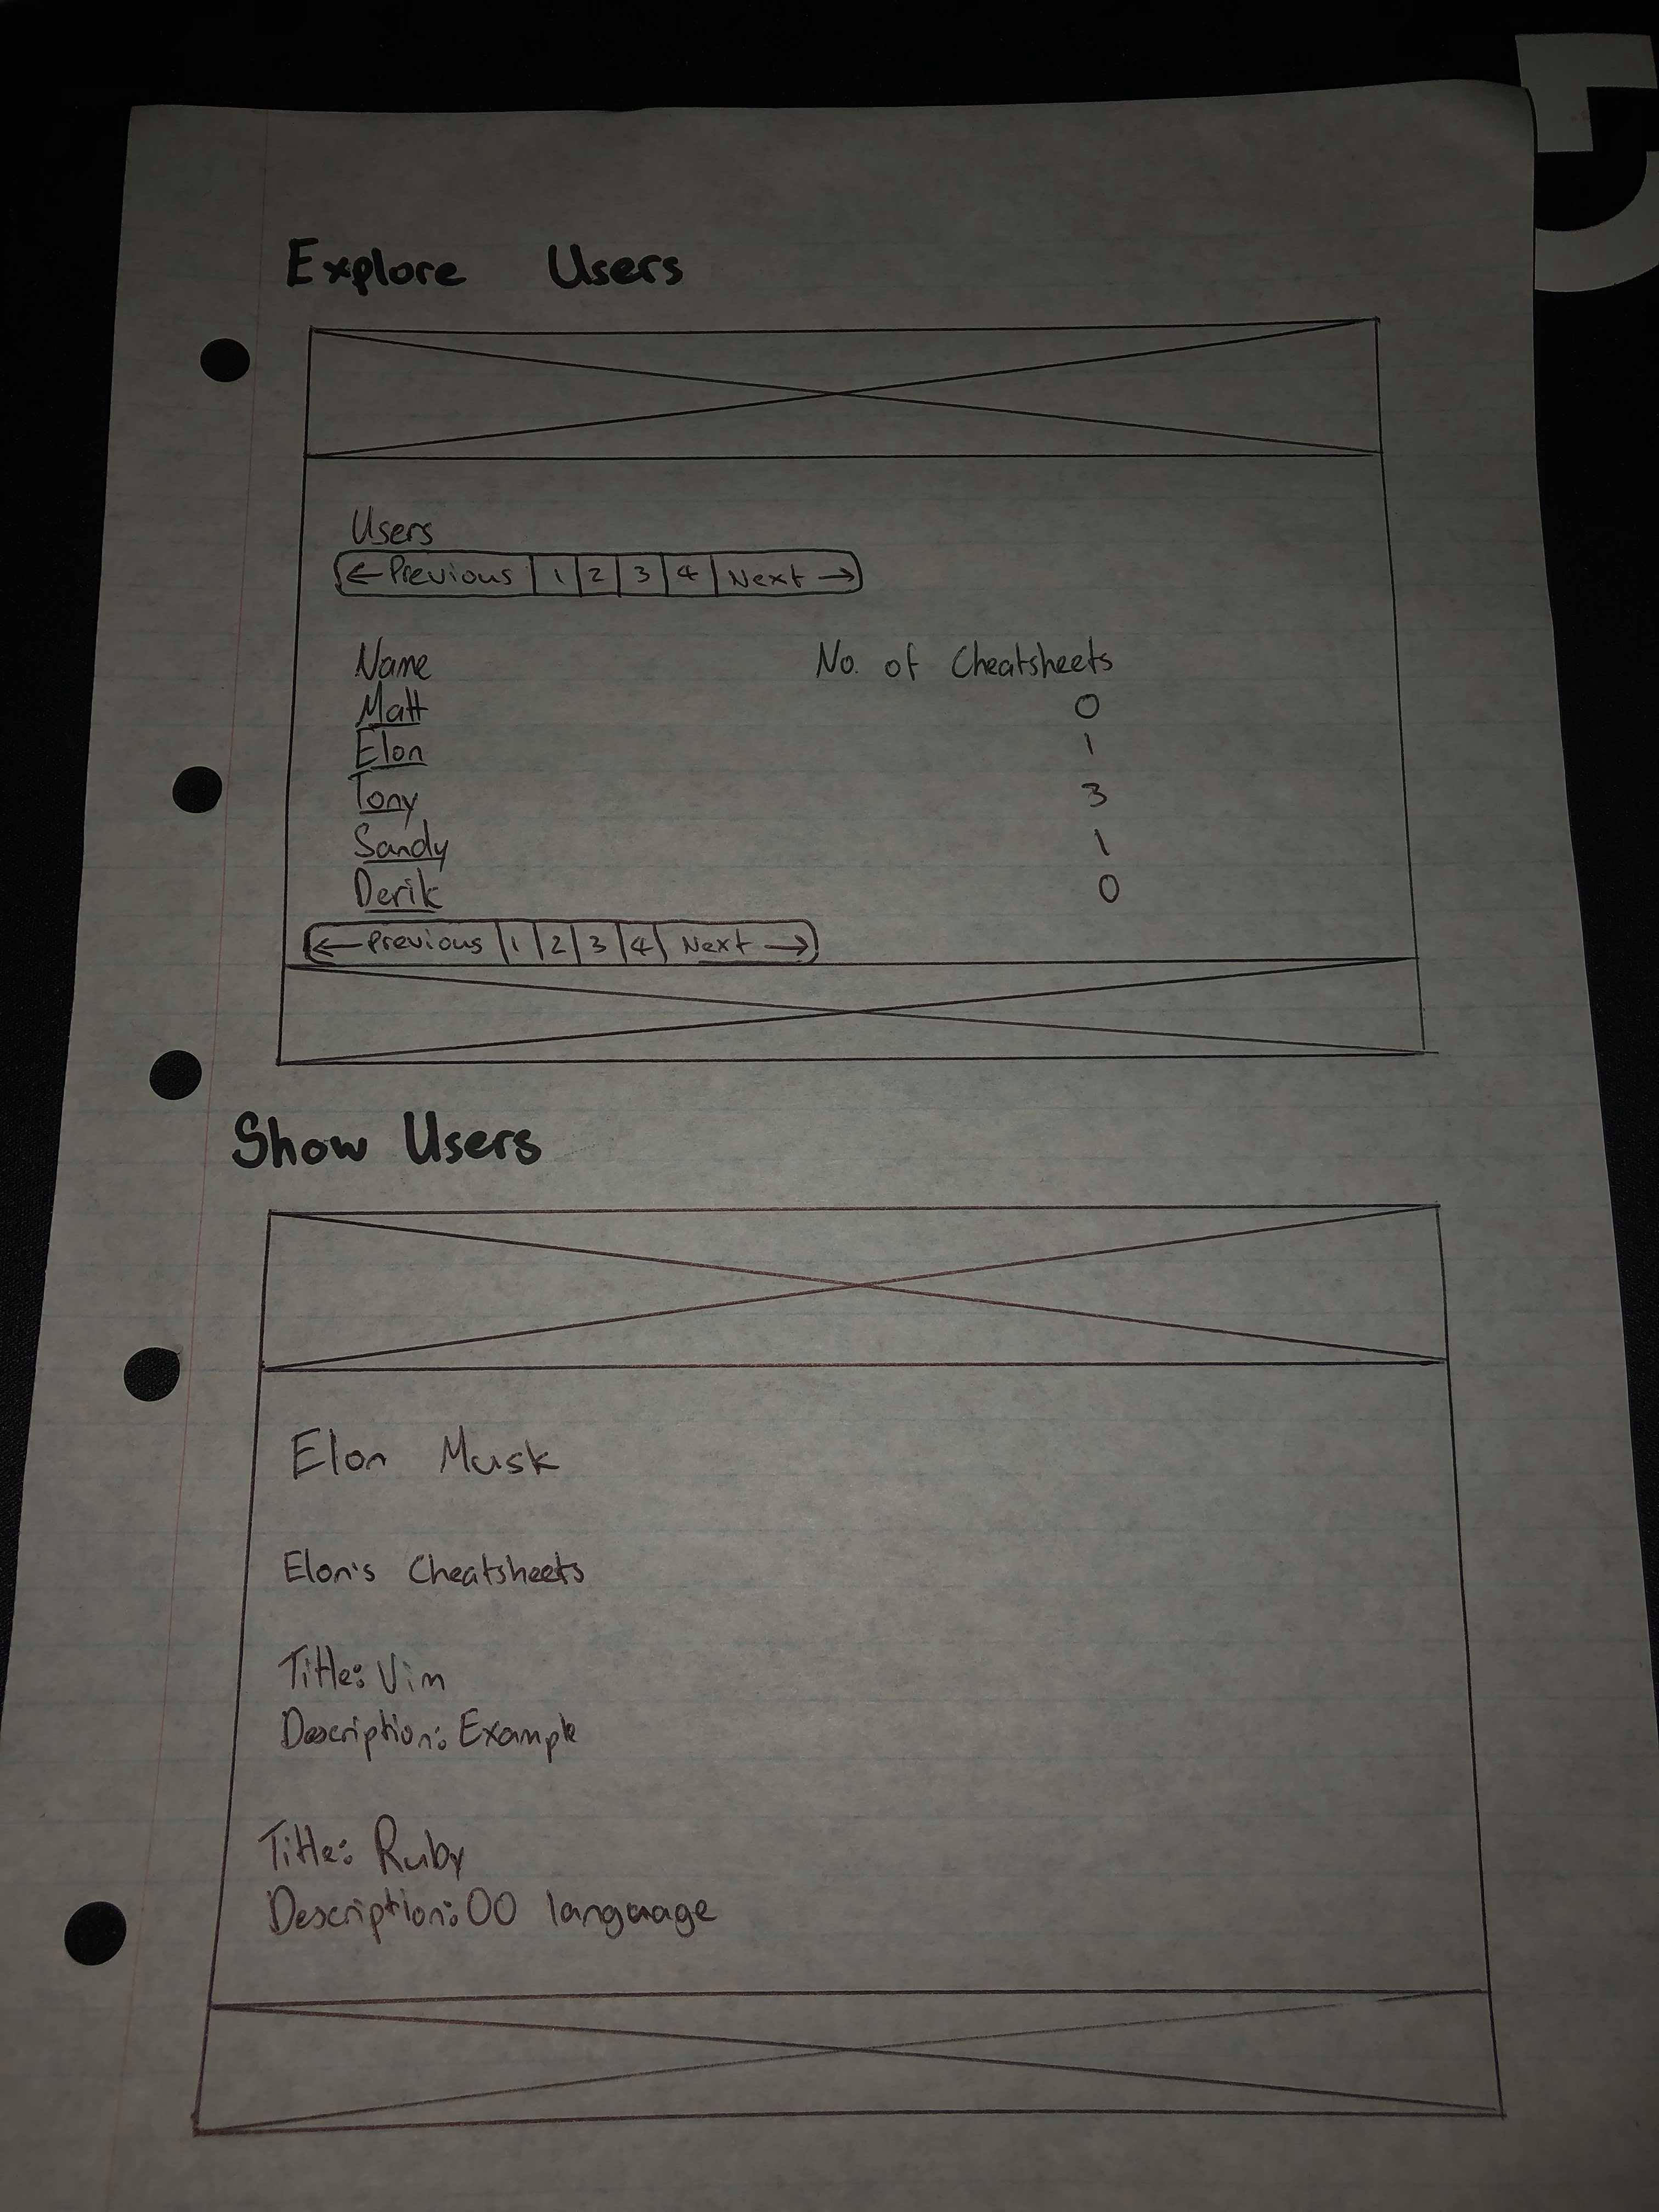 Explore Users
Users
← Previous 1 2 3 4 Next →
Name No. of Cheatsheets
Matt 0
Elon 1
Tony 3
Sandy 1
Derik 0
← Previous 1 2 3 4 Next →
Show Users
Elon Musk
Elon's Cheatsheets
Title: Vim
Description: Example
Title: Ruby
Description: OO language